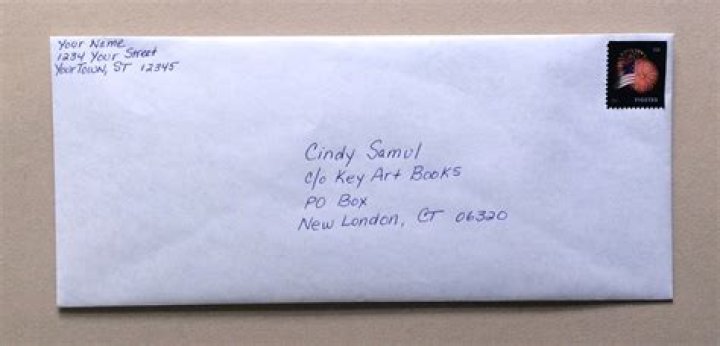 Your Name
1234 Your Street
YourTown, ST 12345
Cindy Samul
c/o Key Art Books
PO Box
New London, CT 06320